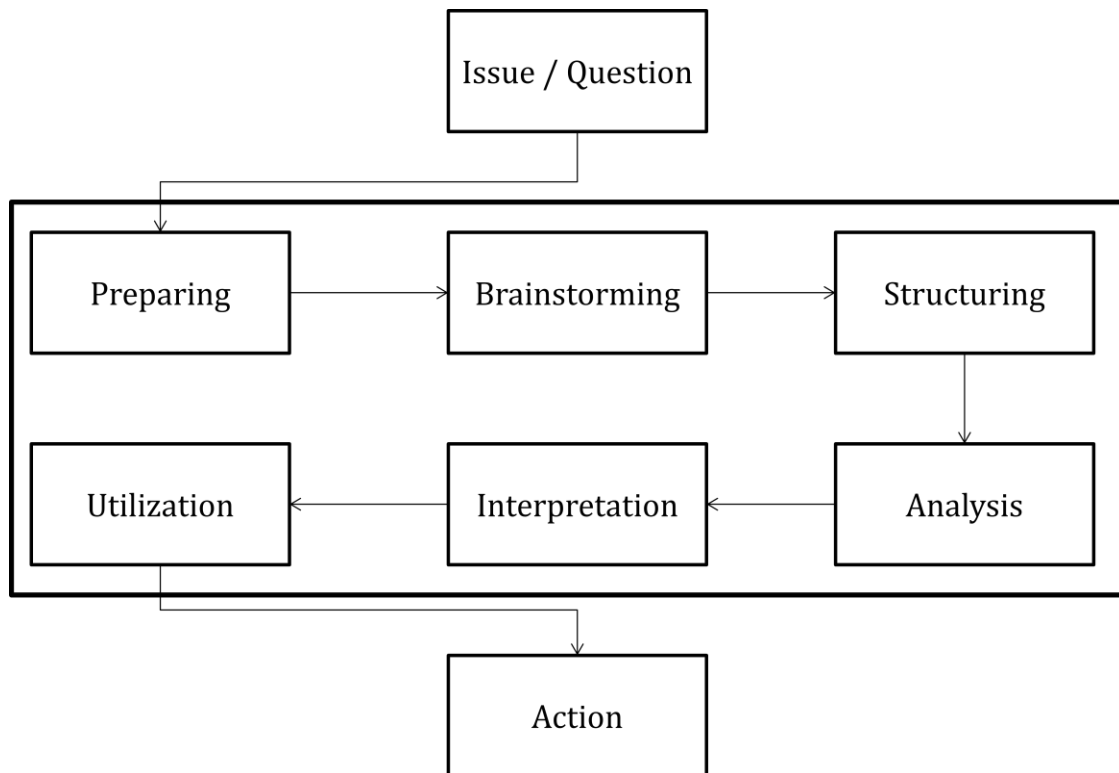 Issue / Question
Preparing
Brainstorming
Structuring
Utilization
Interpretation
Analysis
Action